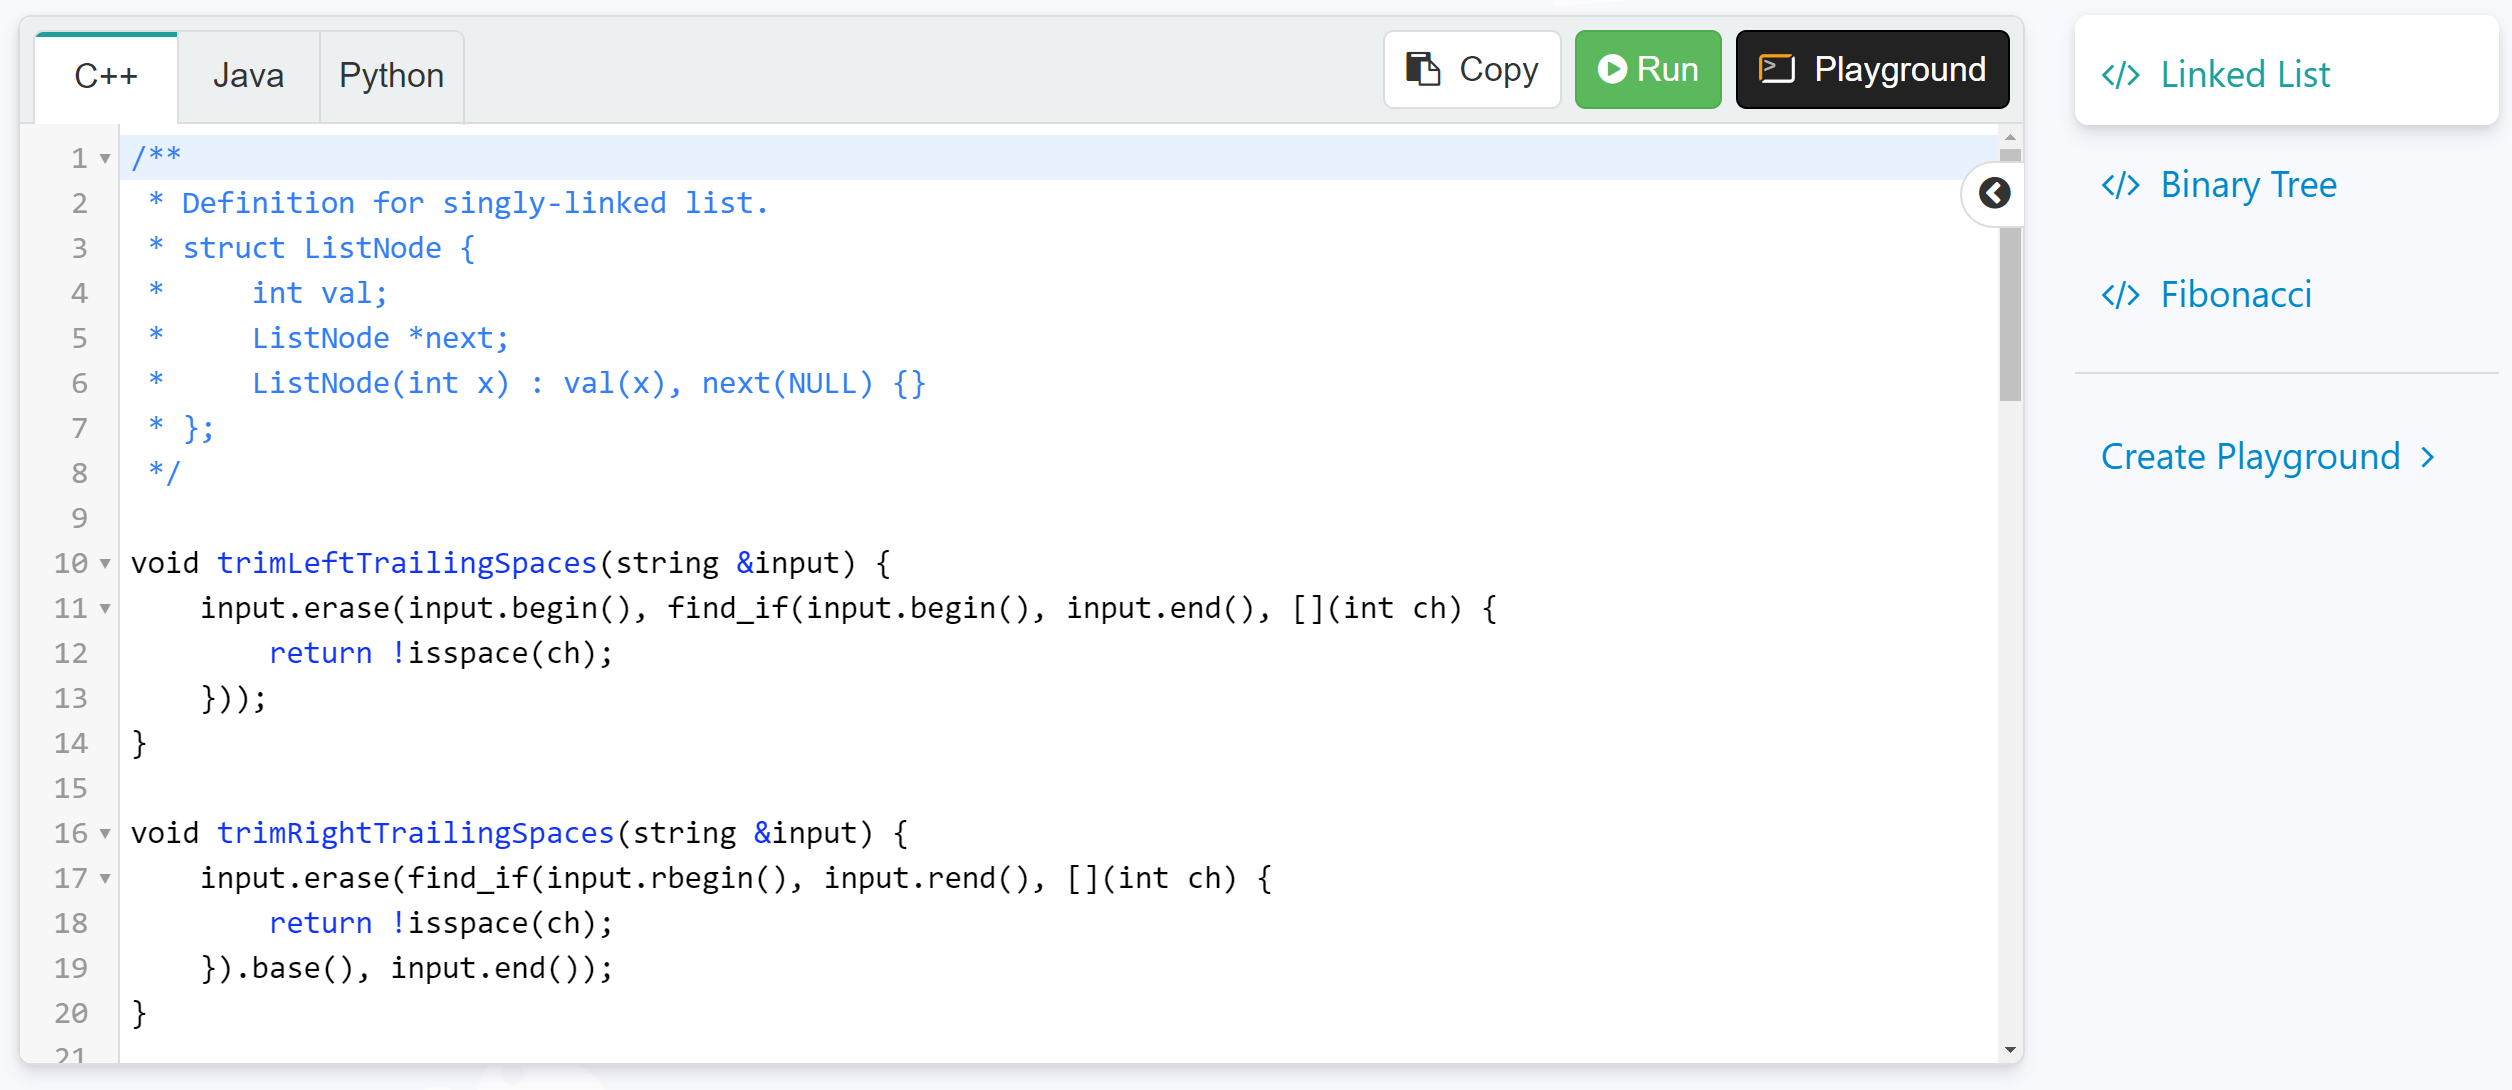 C++ Java Python Copy Run Playground
1 /**
2  * Definition for singly-linked list.
3  * struct ListNode {
4  *     int val;
5  *     ListNode *next;
6  *     ListNode(int x) : val(x), next(NULL) {}
7  * };
8  */
9
10 void trimLeftTrailingSpaces(string &input) {
11     input.erase(input.begin(), find_if(input.begin(), input.end(), [](int ch) {
12         return !isspace(ch);
13     }));
14 }
15
16 void trimRightTrailingSpaces(string &input) {
17     input.erase(find_if(input.rbegin(), input.rend(), [](int ch) {
18         return !isspace(ch);
19     }).base(), input.end());
20 }
21
</> Linked List
</> Binary Tree
</> Fibonacci
Create Playground >